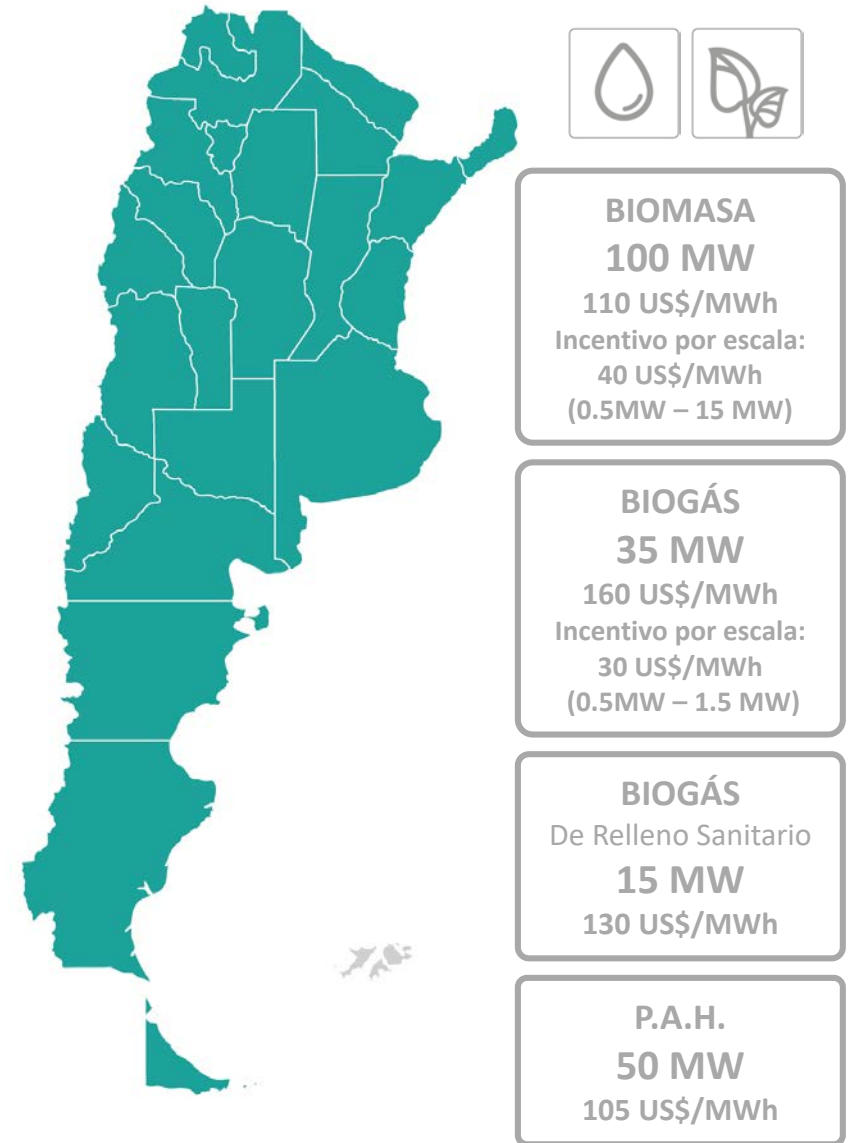 BIOMASA
100 MW
110 US$/MWh
Incentivo por escala:
40 US$/MWh
(0.5MW – 15 MW)
BIOGÁS
35 MW
160 US$/MWh
Incentivo por escala:
30 US$/MWh
(0.5MW – 1.5 MW)
BIOGÁS
De Relleno Sanitario
15 MW
130 US$/MWh
P.A.H.
50 MW
105 US$/MWh